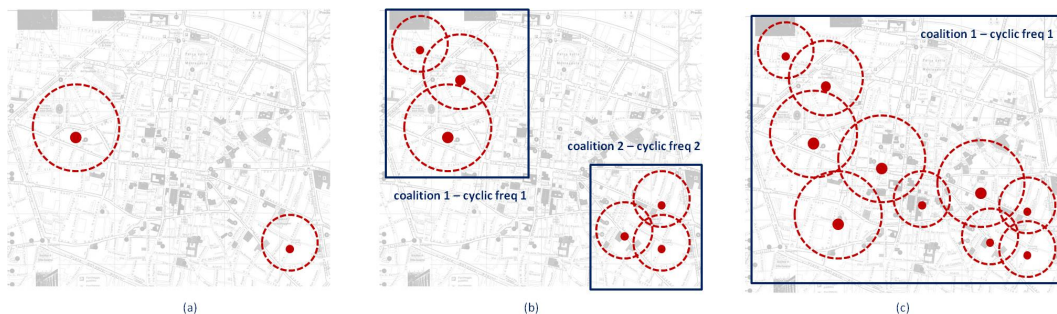 coalition 1 – cyclic freq 1
coalition 2 – cyclic freq 2
coalition 1 – cyclic freq 1
(a)
(b)
(c)